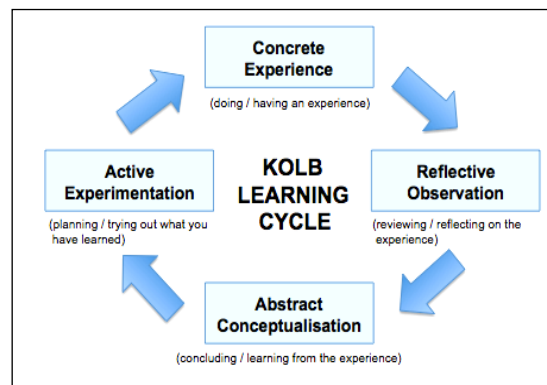 Concrete
Experience
(doing / having an experience)
Active
Experimentation
(planning / trying out what you
have learned)
KOLB
LEARNING
CYCLE
Reflective
Observation
(reviewing / reflecting on the
experience)
Abstract
Conceptualisation
(concluding / learning from the experience)